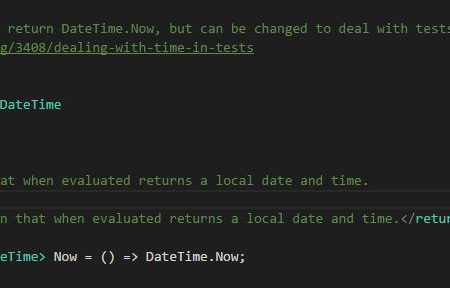 return DateTime.Now, but can be changed to deal with tests
g/3408/dealing-with-time-in-tests
DateTime
at when evaluated returns a local date and time.
n that when evaluated returns a local date and time.</retur
eTime> Now = () => DateTime.Now;